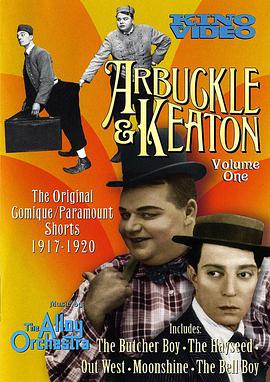 KINO
VIDEO
ARBUCKLE
& KEATON
Volume
One
The Original
Comique/Paramount
Shorts
1917-1920
Music by
The Alloy
Orchestra
Includes:
The Butcher Boy • The Hayseed •
Out West • Moonshine • The Bell Boy